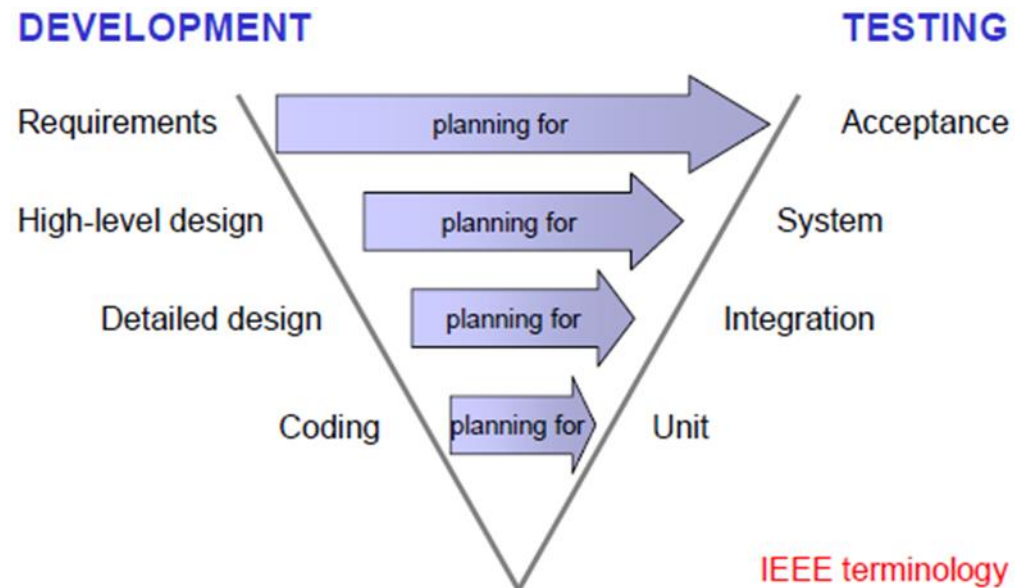 DEVELOPMENT TESTING
Requirements planning for Acceptance
High-level design planning for System
Detailed design planning for Integration
Coding planning for Unit
IEEE terminology